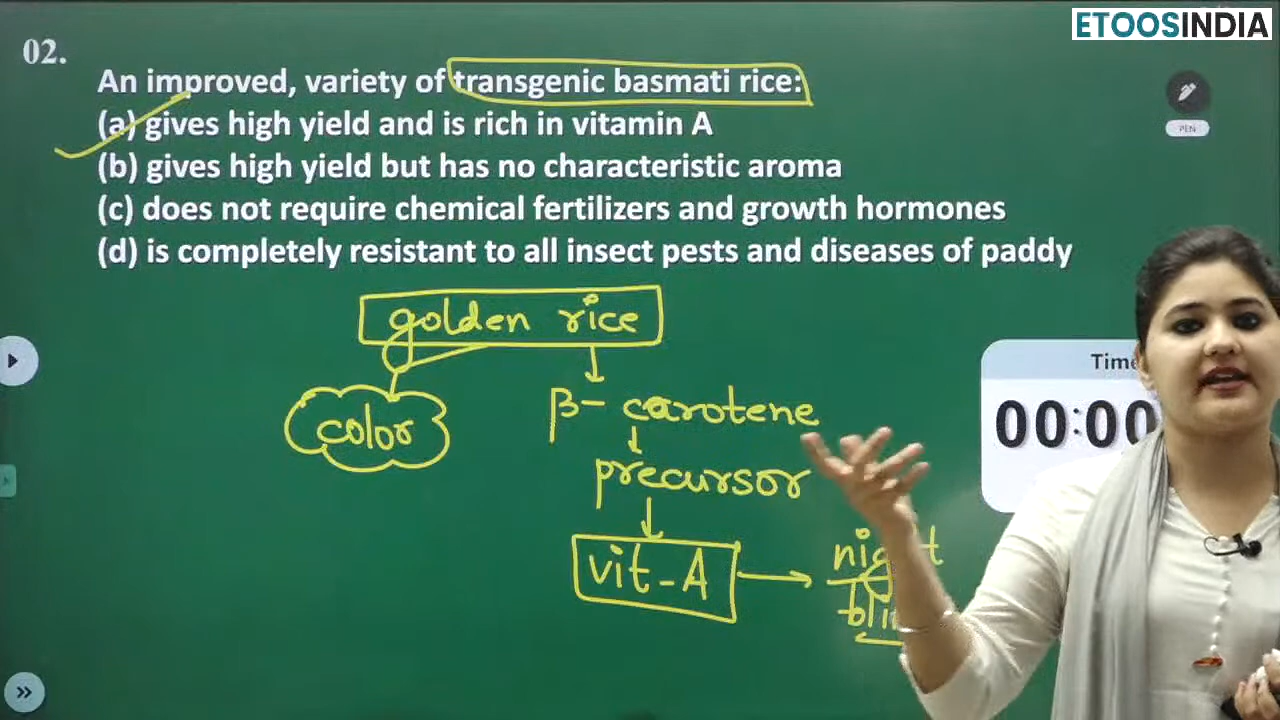 ETOOSINDIA
02.
An improved, variety of transgenic basmati rice:
(a) gives high yield and is rich in vitamin A
(b) gives high yield but has no characteristic aroma
(c) does not require chemical fertilizers and growth hormones
(d) is completely resistant to all insect pests and diseases of paddy
PEN
golden rice
color
β- carotene
precursor
vit-A
Time
00:00